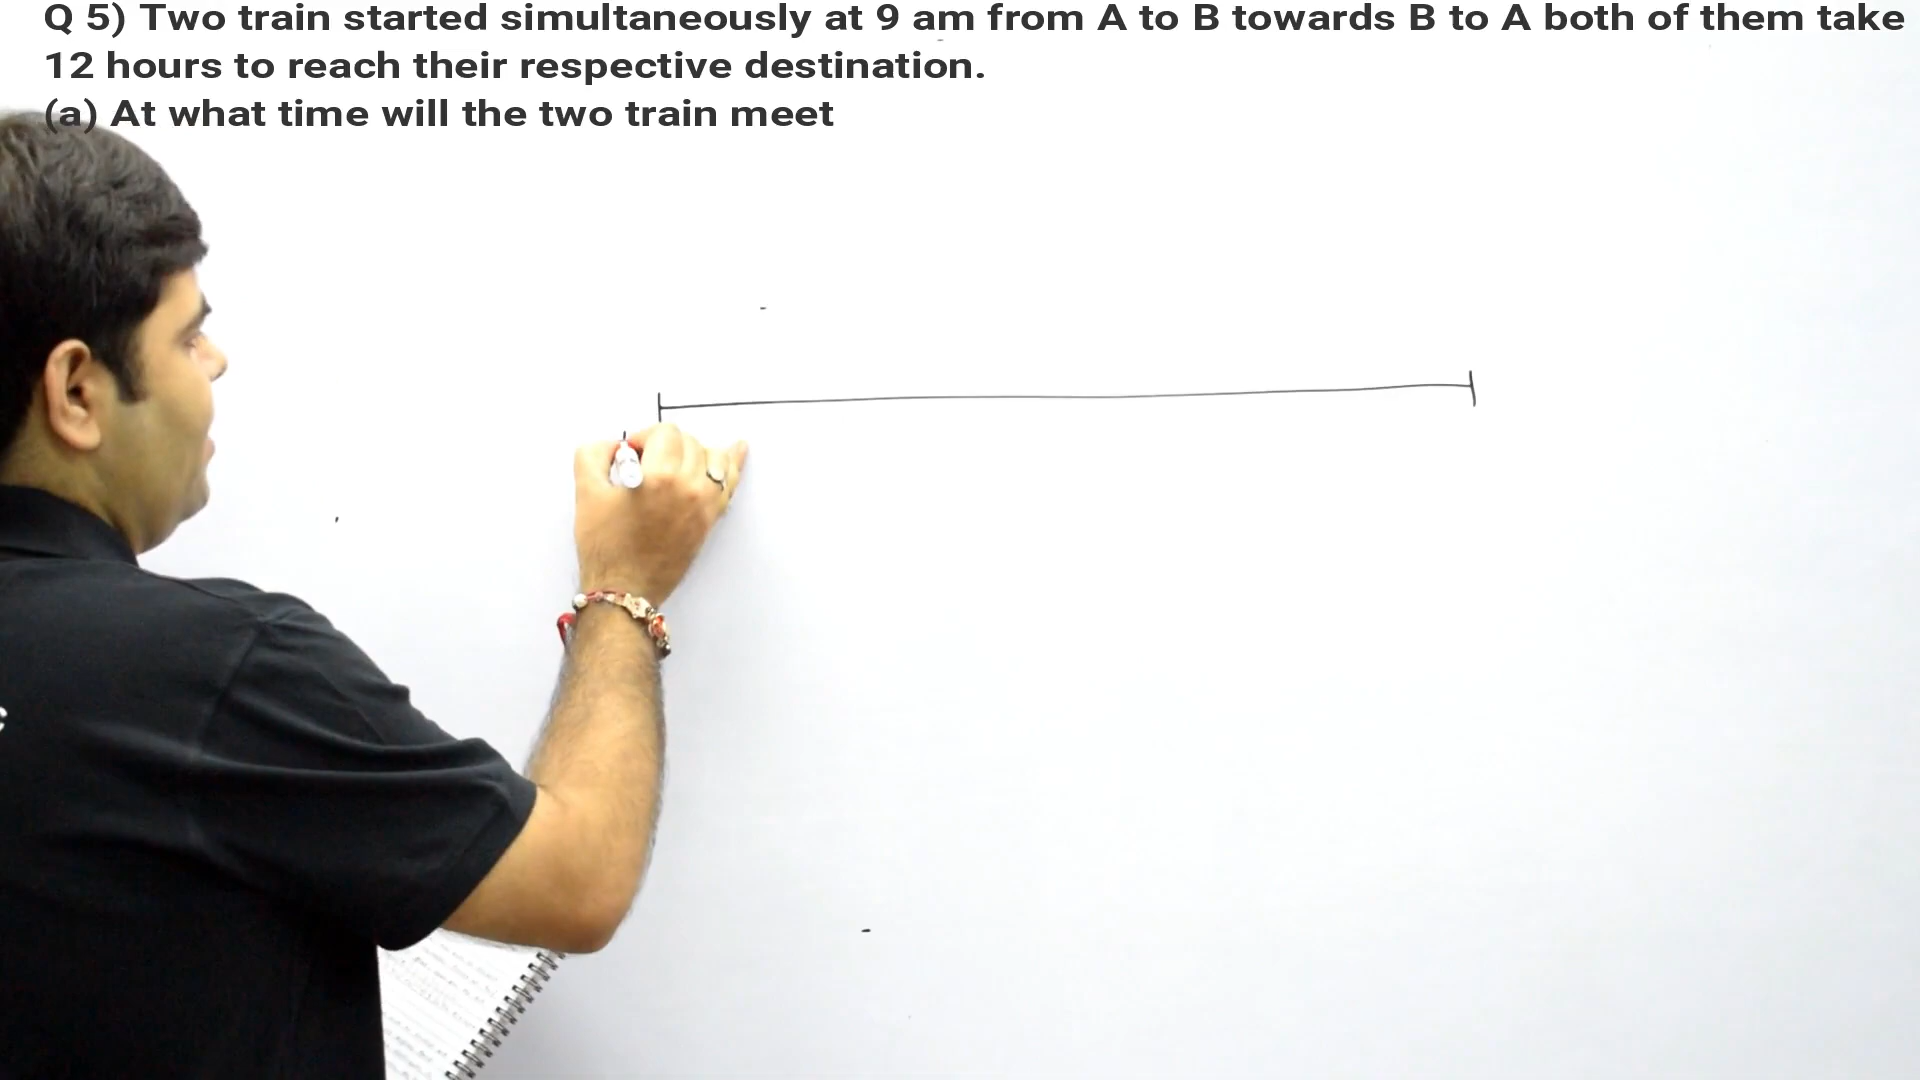 Q 5) Two train started simultaneously at 9 am from A to B towards B to A both of them take
12 hours to reach their respective destination.
(a) At what time will the two train meet